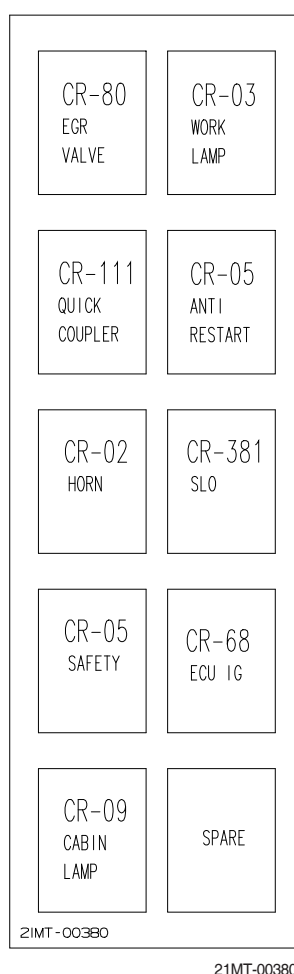 CR-80
EGR
VALVE
CR-03
WORK
LAMP
CR-111
QUICK
COUPLER
CR-05
ANTI
RESTART
CR-02
HORN
CR-381
SLO
CR-05
SAFETY
CR-68
ECU IG
CR-09
CABIN
LAMP
SPARE
21MT-00380
21MT-00380